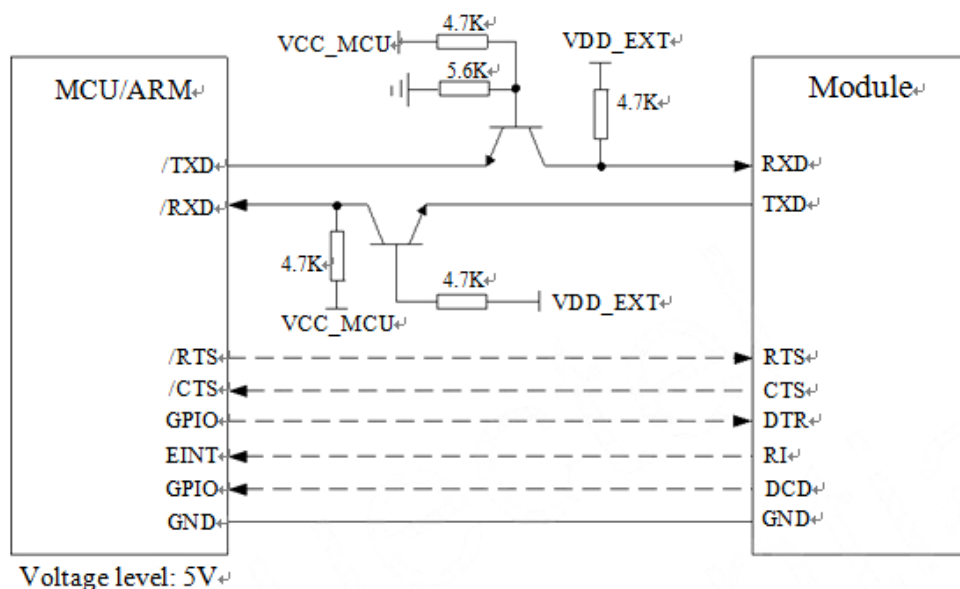 4.7K↵
VCC_MCU↵
VDD_EXT↵
5.6K↵
MCU/ARM↵
Module↵
4.7K↵
/TXD↵
RXD↵
/RXD↵
TXD↵
4.7K↵
4.7K↵
VDD_EXT↵
VCC_MCU↵
/RTS↵
RTS↵
/CTS↵
CTS↵
GPIO↵
DTR↵
EINT↵
RI↵
GPIO↵
DCD↵
GND↵
GND↵
Voltage level: 5V↵